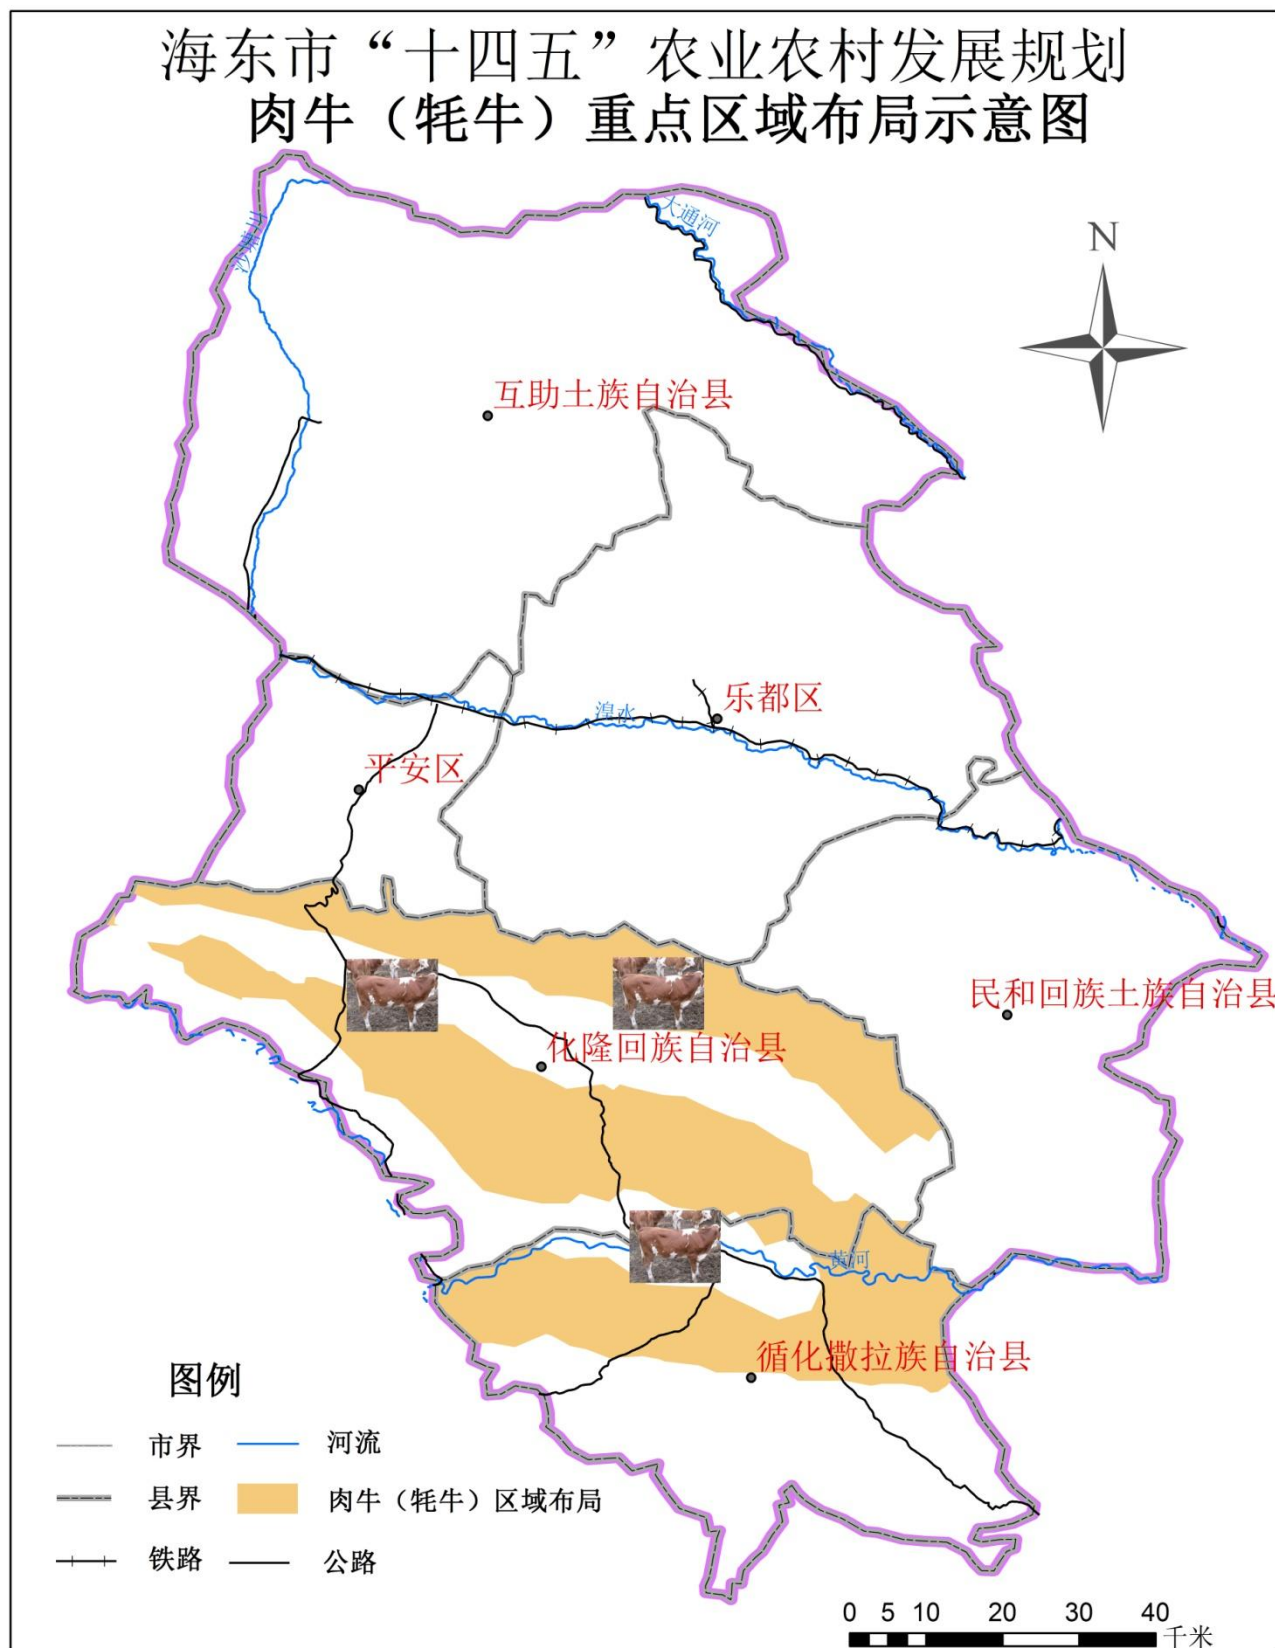 海东市“十四五”农业农村发展规划
肉牛（牦牛）重点区域布局示意图
沙塘川
大通河
N
互助土族自治县
乐都区
湟水
平安区
民和回族土族自治县
化隆回族自治县
黄河
循化撒拉族自治县
图例
市界
河流
县界
肉牛（牦牛）区域布局
铁路
公路
0 5 10 20 30 40
千米